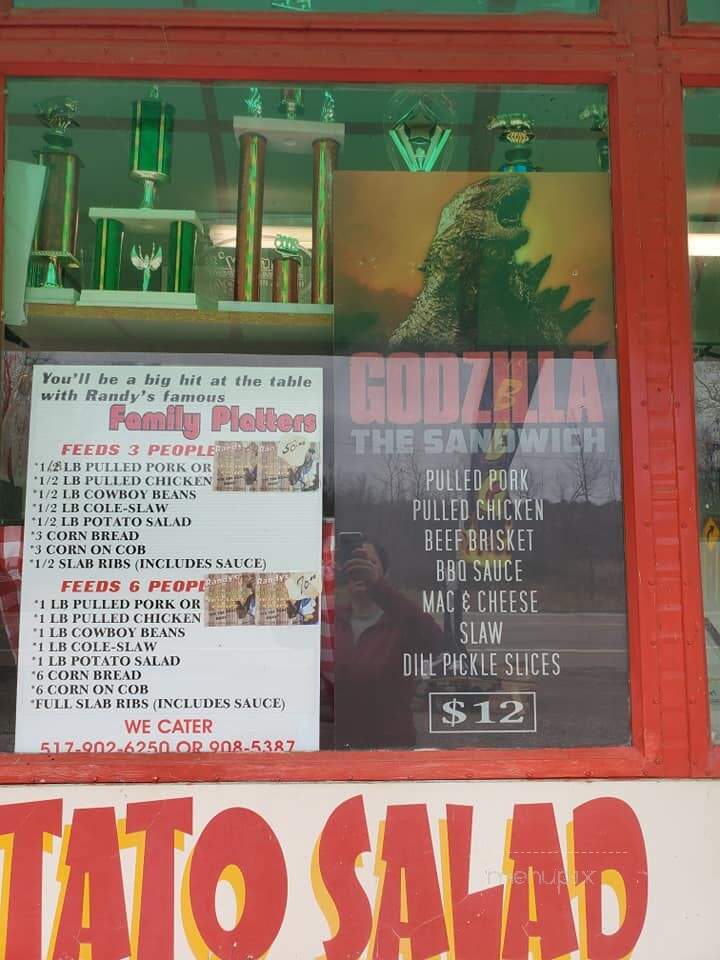 You'll be a big hit at the table
with Randy's famous
Family Platters
FEEDS 3 PEOPLE
50
*1/2 LB PULLED PORK OR
*1/2 LB PULLED CHICKEN
*1/2 LB COWBOY BEANS
*1/2 LB COLE-SLAW
*1/2 LB POTATO SALAD
*3 CORN BREAD
*3 CORN ON COB
*1/2 SLAB RIBS (INCLUDES SAUCE)
FEEDS 6 PEOPL
70
*1 LB PULLED PORK OR
*1 LB PULLED CHICKEN
*1 LB COWBOY BEANS
*1 LB COLE-SLAW
*1 LB POTATO SALAD
*6 CORN BREAD
*6 CORN ON COB
*FULL SLAB RIBS (INCLUDES SAUCE)
WE CATER
517-902-6250 OR 908-5387
GODZILLA
THE SANDWICH
PULLED PORK
PULLED CHICKEN
BEEF BRISKET
BBQ SAUCE
MAC & CHEESE
SLAW
DILL PICKLE SLICES
$12
TATO SALAD
menupix